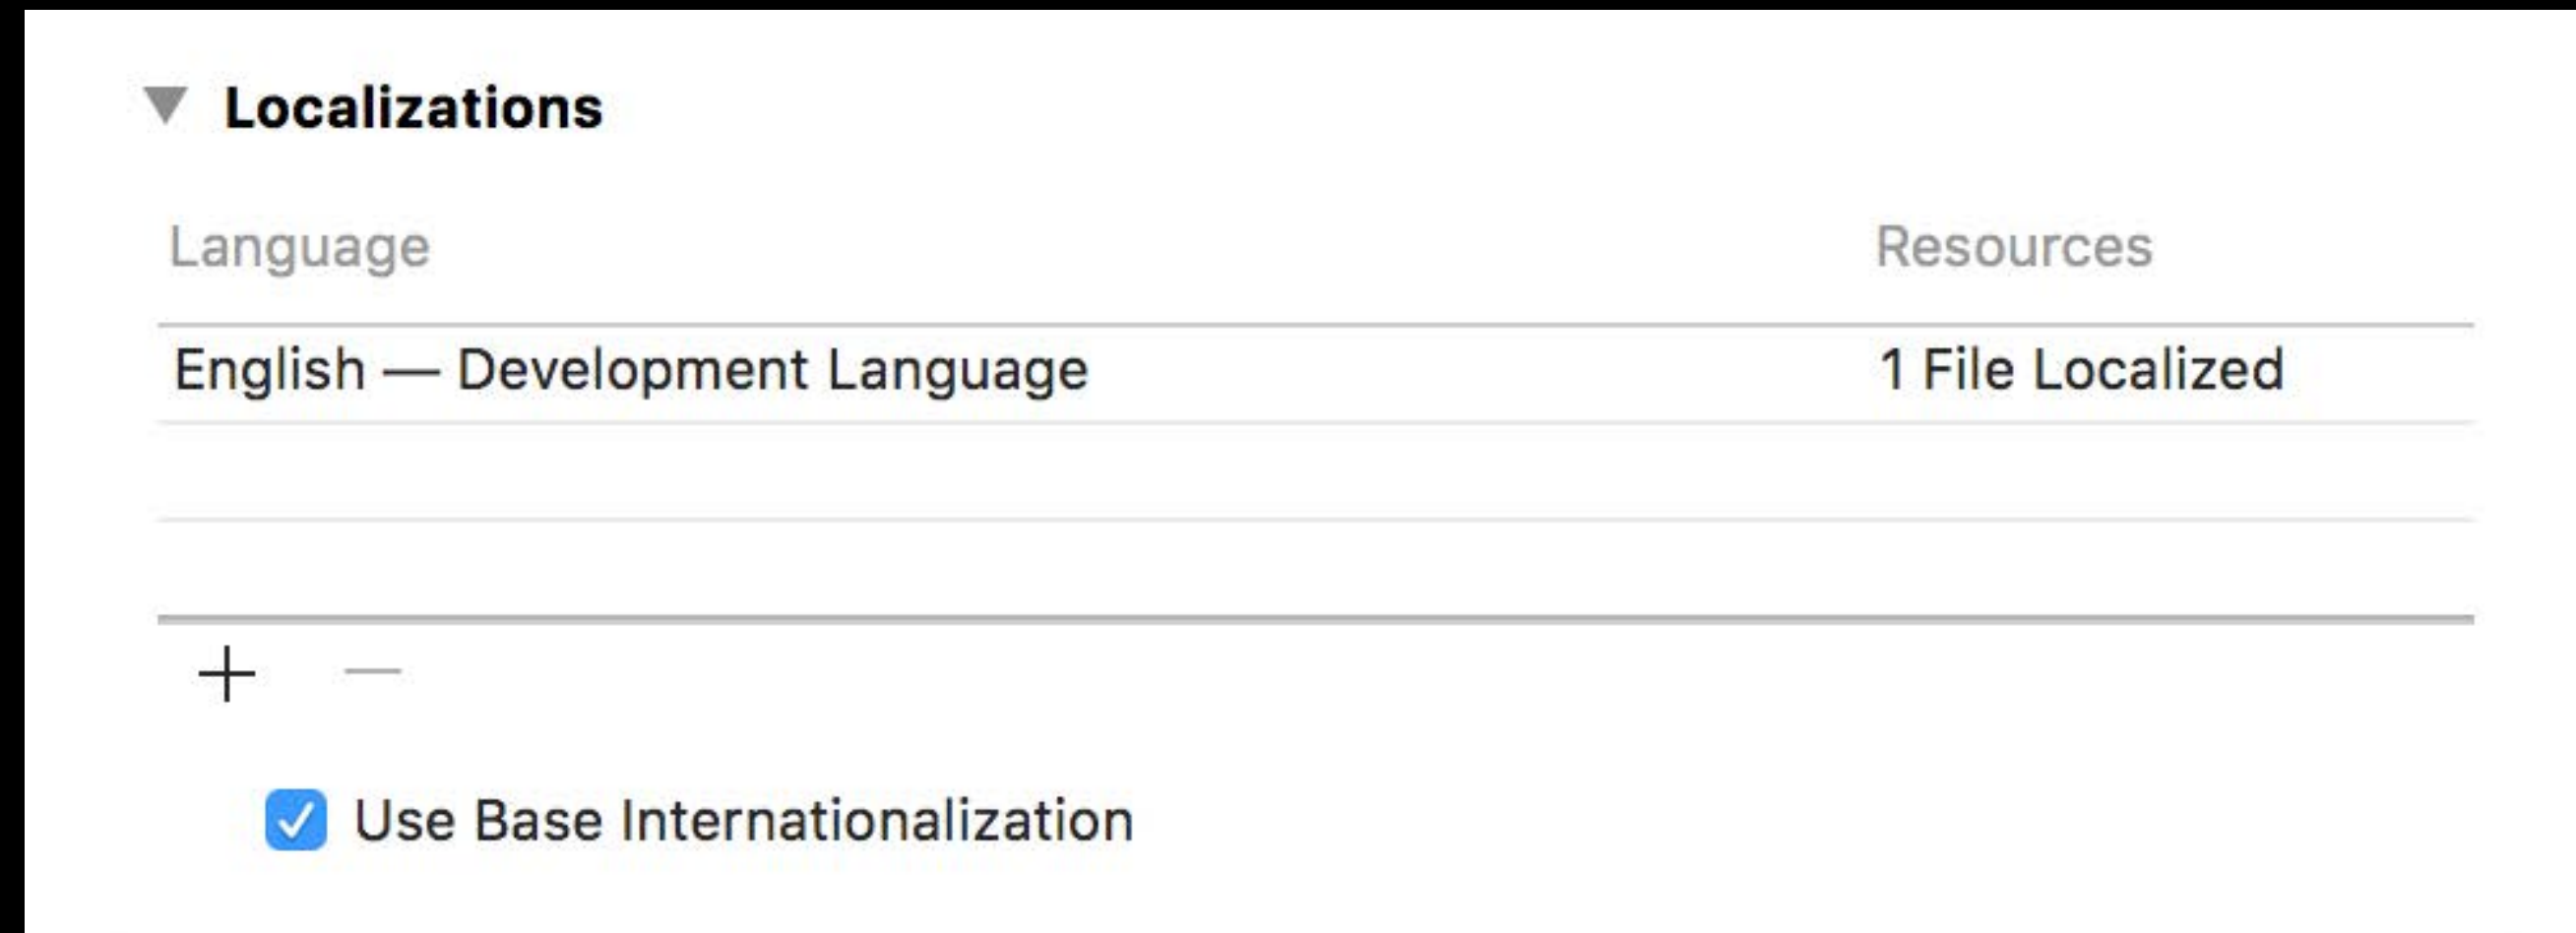 Localizations
Language Resources
English — Development Language 1 File Localized
Use Base Internationalization